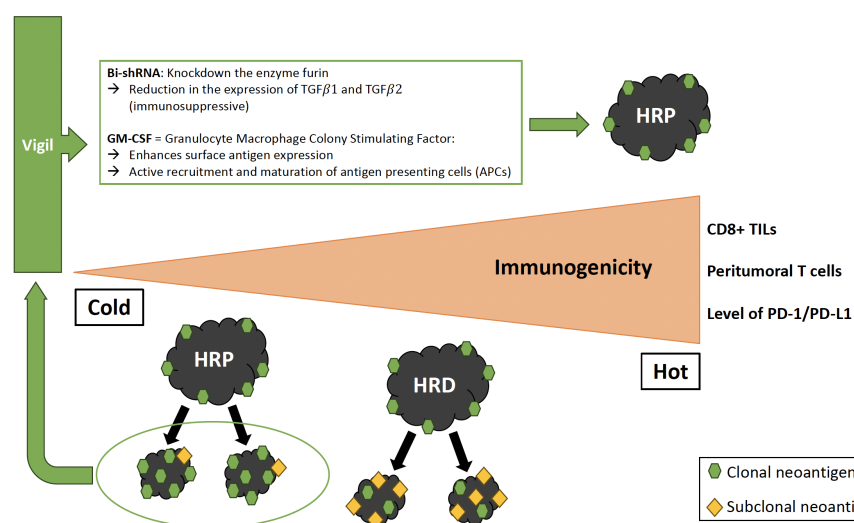 Bi-shRNA: Knockdown the enzyme furin
→ Reduction in the expression of TGFβ1 and TGFβ2
(immunosuppressive)
GM-CSF = Granulocyte Macrophage Colony Stimulating Factor:
→ Enhances surface antigen expression
→ Active recruitment and maturation of antigen presenting cells (APCs)
Vigil
HRP
CD8+ TILs
Immunogenicity
Peritumoral T cells
Cold
Level of PD-1/PD-L1
HRP
Hot
HRD
Clonal neoantigen
Subclonal neoanti